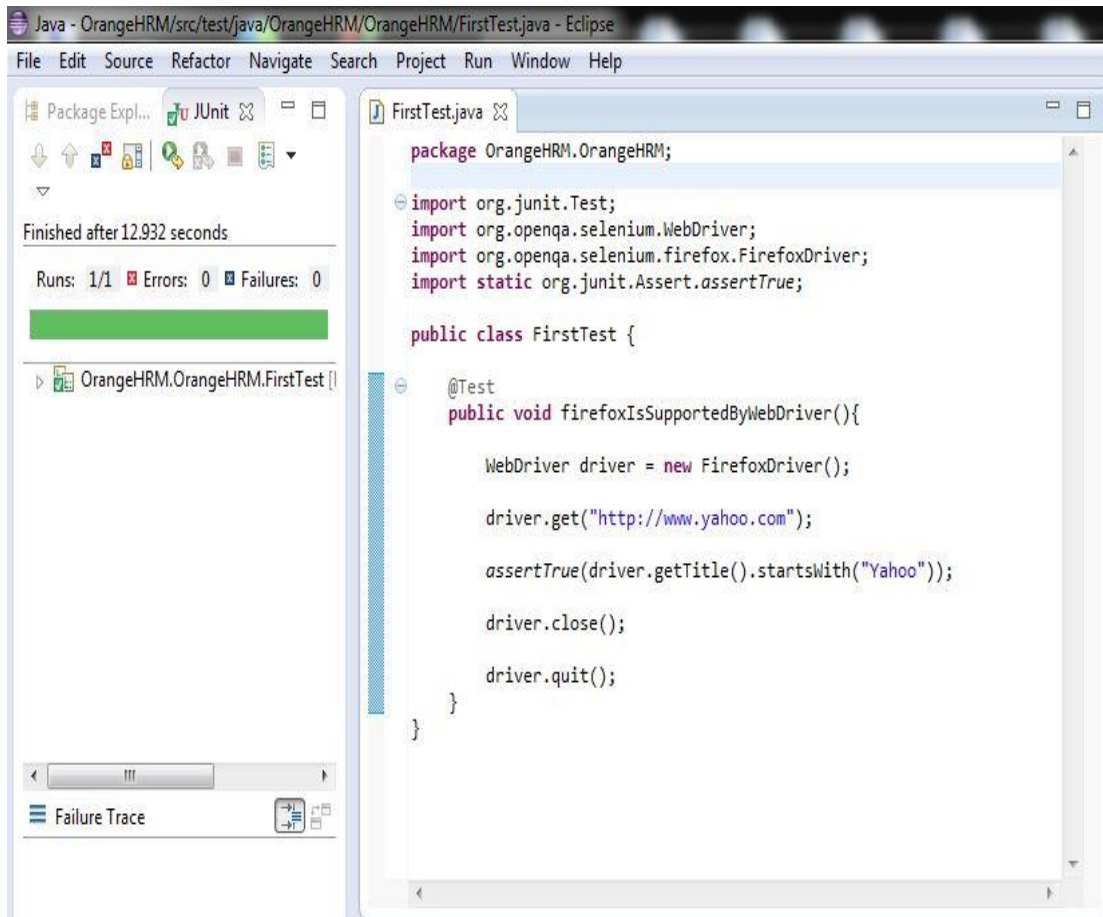 Java - OrangeHRM/src/test/java/OrangeHRM/OrangeHRM/FirstTest.java - Eclipse
File Edit Source Refactor Navigate Search Project Run Window Help
Package Expl... JUnit
Finished after 12.932 seconds
Runs: 1/1 Errors: 0 Failures: 0
OrangeHRM.OrangeHRM.FirstTest [
Failure Trace
FirstTest.java
package OrangeHRM.OrangeHRM;
import org.junit.Test;
import org.openqa.selenium.WebDriver;
import org.openqa.selenium.firefox.FirefoxDriver;
import static org.junit.Assert.assertTrue;
public class FirstTest {
@Test
public void firefoxIsSupportedByWebDriver(){
WebDriver driver = new FirefoxDriver();
driver.get("http://www.yahoo.com");
assertTrue(driver.getTitle().startsWith("Yahoo"));
driver.close();
driver.quit();
}
}